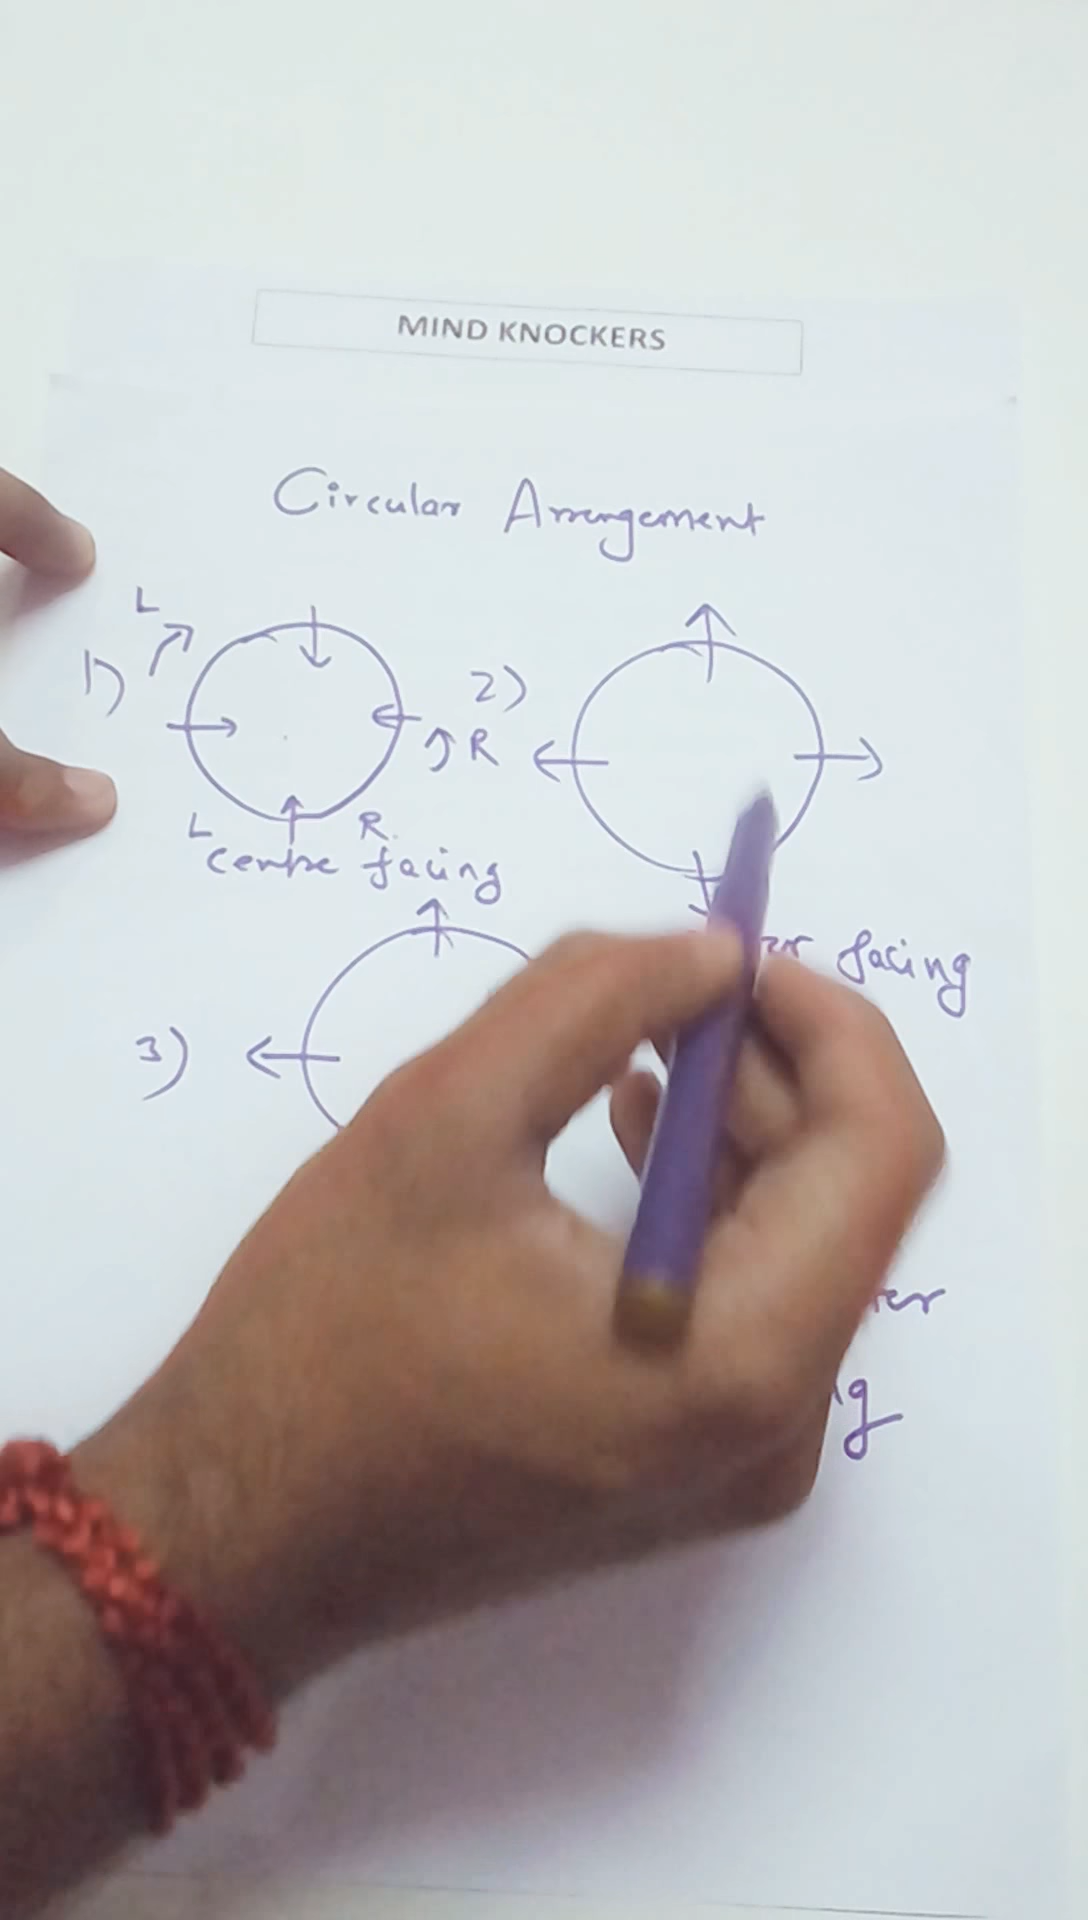 MIND KNOCKERS
Circular Arrangement
1)
L
R
L
R.
centre facing
2)
facing
3)